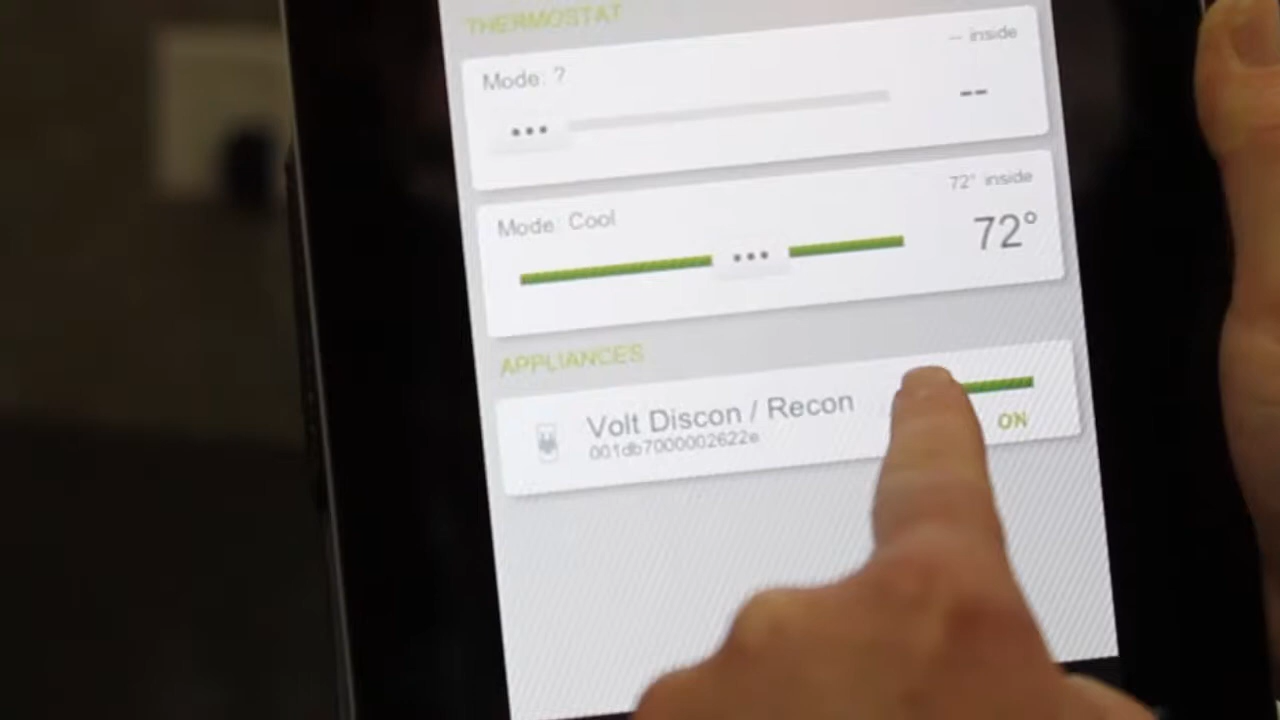 THERMOSTAT
-- inside
Mode: ?
--
72° inside
Mode: Cool
72°
APPLIANCES
Volt Discon / Recon
001db7000002622e
ON